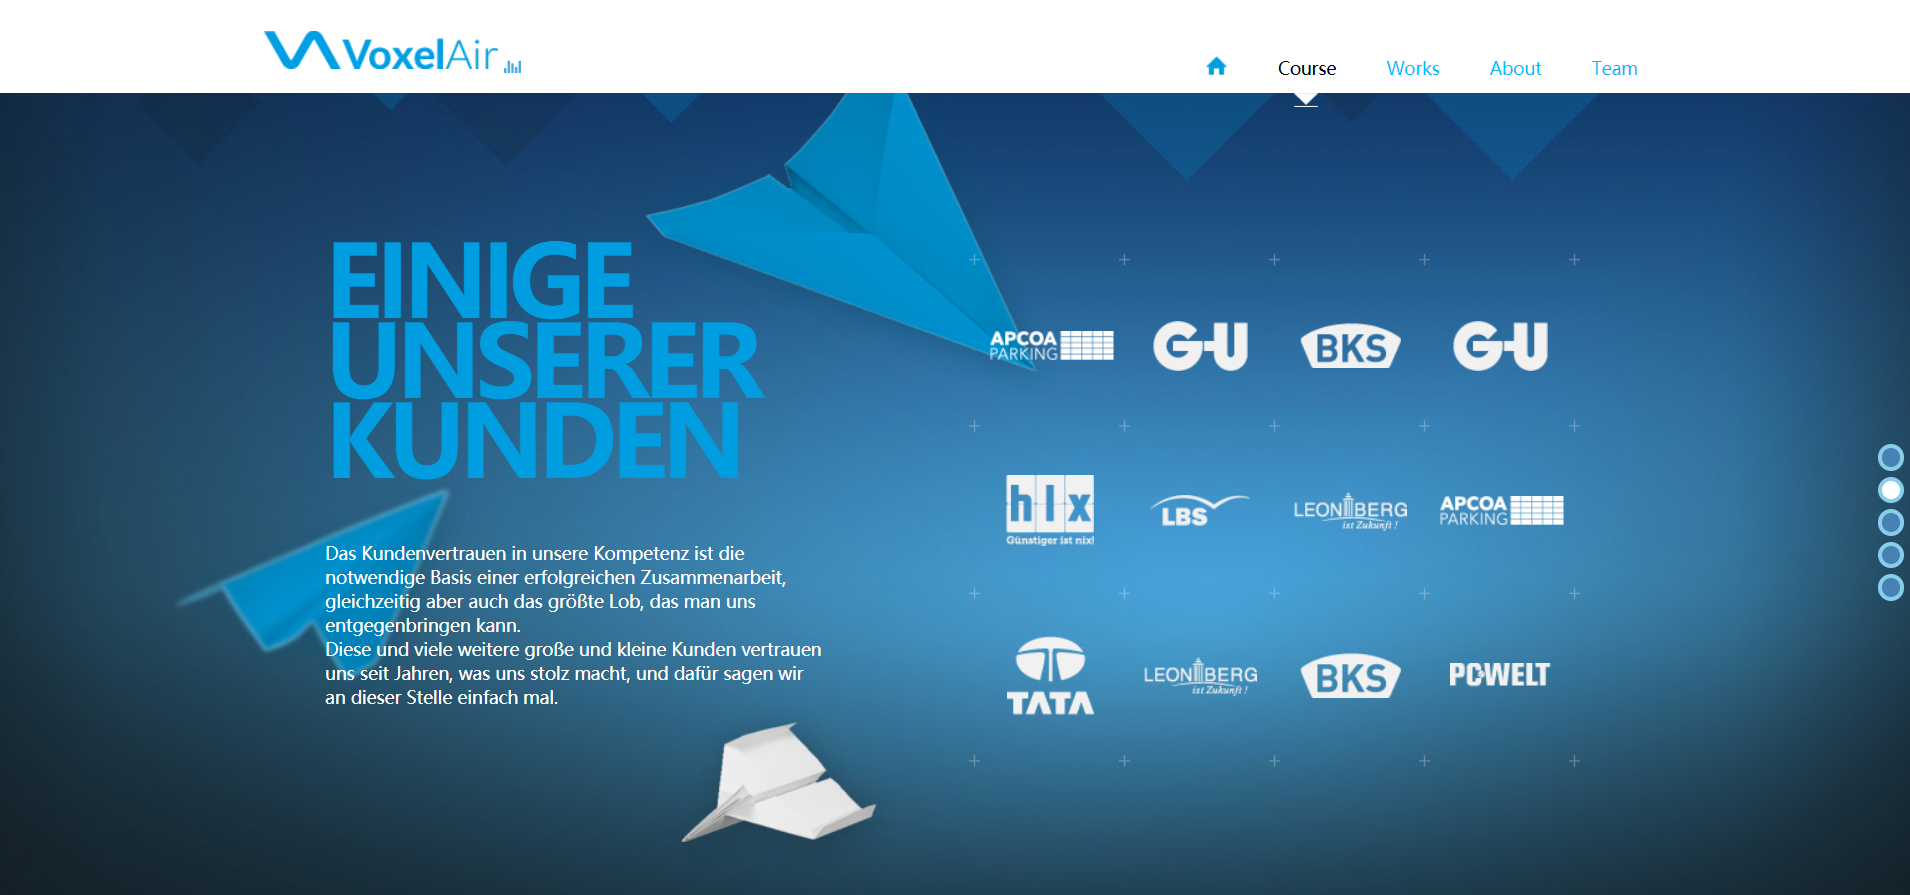 VoxelAir
Course Works About Team
EINIGE
UNSERER
KUNDEN
Das Kundenvertrauen in unsere Kompetenz ist die
notwendige Basis einer erfolgreichen Zusammenarbeit,
gleichzeitig aber auch das größte Lob, das man uns
entgegenbringen kann.
Diese und viele weitere große und kleine Kunden vertrauen
uns seit Jahren, was uns stolz macht, und dafür sagen wir
an dieser Stelle einfach mal.
APCOA
PARKING
G-U
BKS
G-U
hlx
Günstiger ist nix!
LBS
LEONBERG
ist Zukunft !
APCOA
PARKING
TATA
LEONBERG
ist Zukunft !
BKS
PCWELT